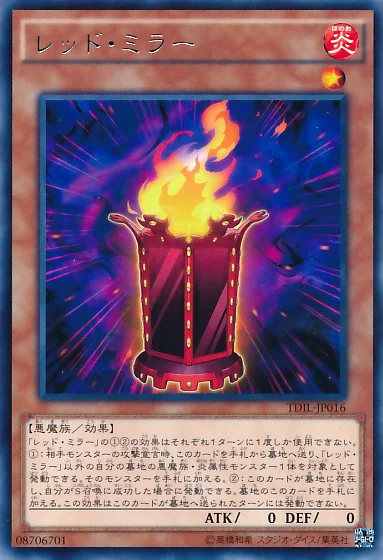 レッド・ミラー
炎
ほのお
TDIL-JP016
【悪魔族/効果】
「レッド・ミラー」の①②の効果はそれぞれ1ターンに1度しか使用できない。
①:相手モンスターの攻撃宣言時、このカードを手札から墓地へ送り、「レッド・
ミラー」以外の自分の墓地の悪魔族・炎属性モンスター1体を対象として
発動できる。そのモンスターを手札に加える。②:このカードが墓地に存在
し、自分がS召喚に成功した場合に発動できる。墓地のこのカードを手札に
加える。この効果はこのカードが墓地へ送られたターンには発動できない。
ATK/ 0 DEF/ 0
08706701
©高橋和希 スタジオ・ダイス/集英社